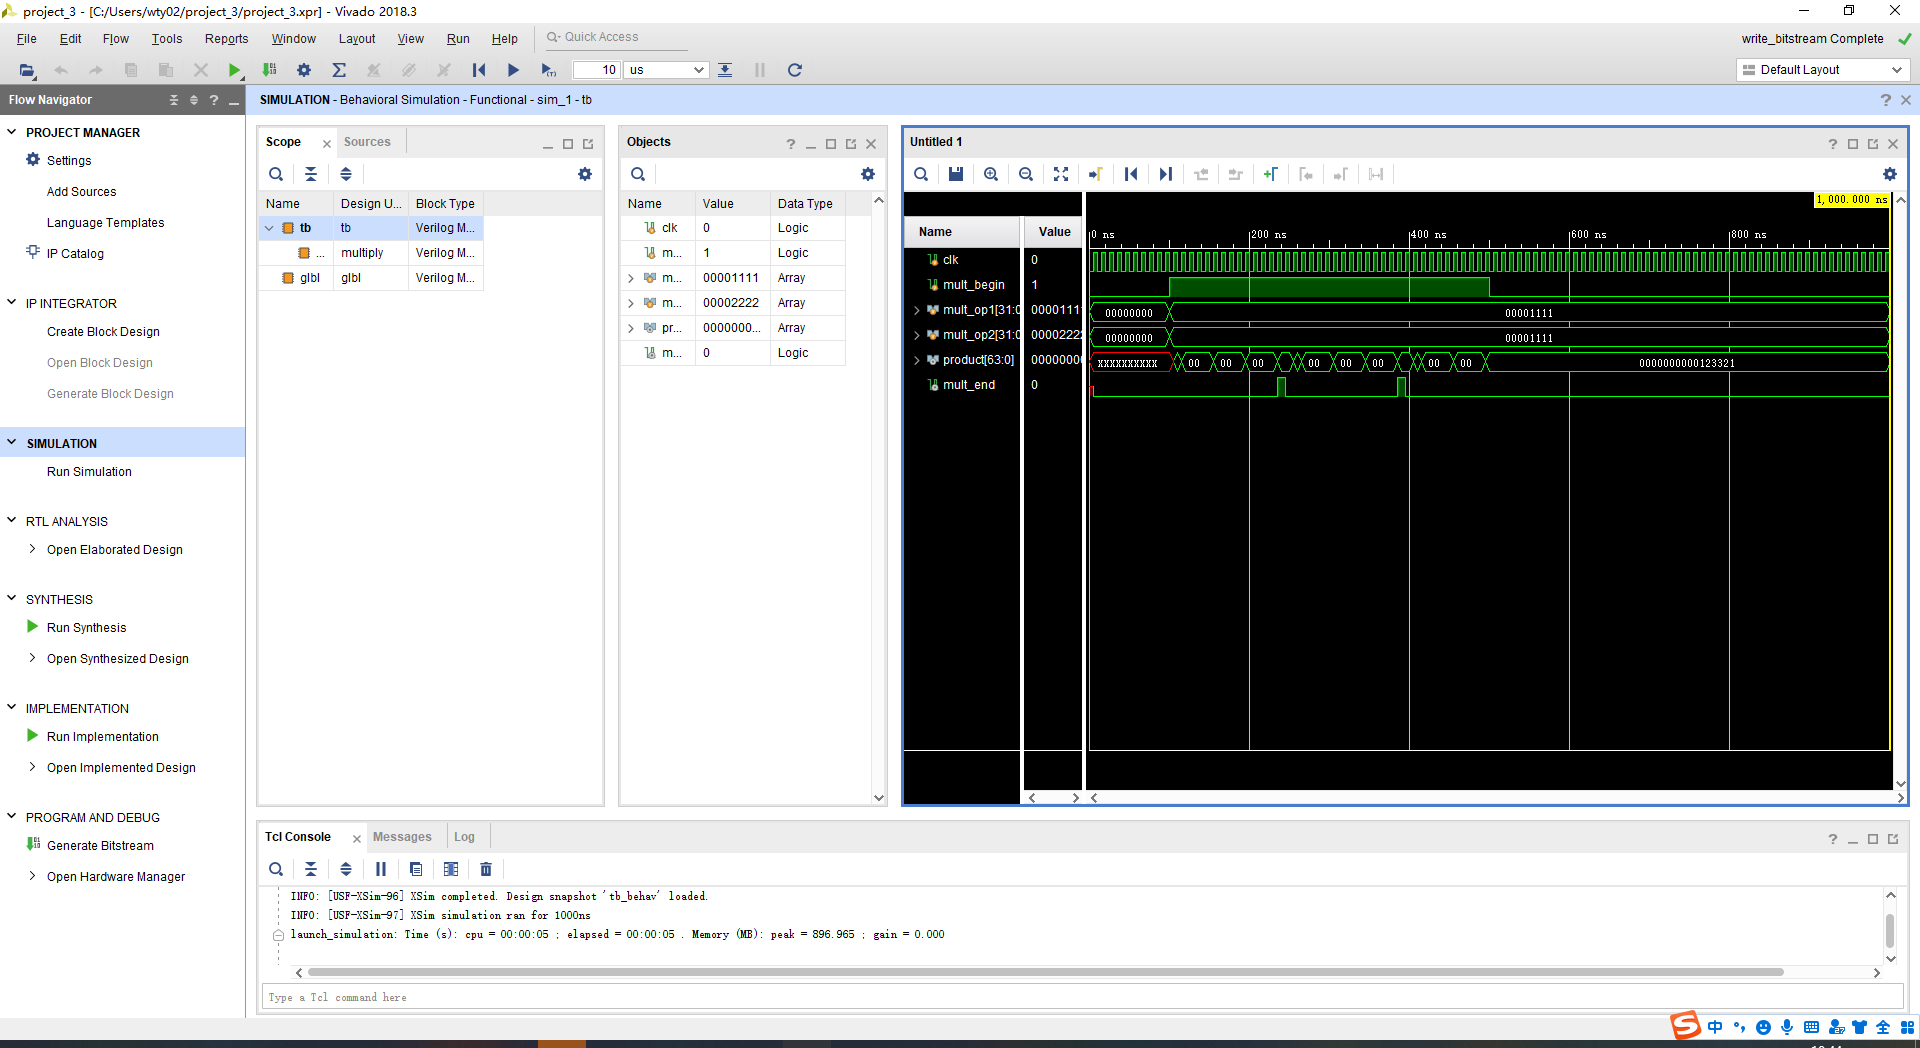 project_3 - [C:/Users/wty02/project_3/project_3.xpr] - Vivado 2018.3
File Edit Flow Tools Reports Window Layout View Run Help Quick Access
write_bitstream Complete
10 us
Default Layout
Flow Navigator
SIMULATION - Behavioral Simulation - Functional - sim_1 - tb
PROJECT MANAGER
Settings
Add Sources
Language Templates
IP Catalog
IP INTEGRATOR
Create Block Design
Open Block Design
Generate Block Design
SIMULATION
Run Simulation
RTL ANALYSIS
Open Elaborated Design
SYNTHESIS
Run Synthesis
Open Synthesized Design
IMPLEMENTATION
Run Implementation
Open Implemented Design
PROGRAM AND DEBUG
Generate Bitstream
Open Hardware Manager
Scope Sources
Name Design U... Block Type
tb tb Verilog M...
... multiply Verilog M...
glbl glbl Verilog M...
Objects
Name Value Data Type
clk 0 Logic
m... 1 Logic
m... 00001111 Array
m... 00002222 Array
pr... 0000000... Array
m... 0 Logic
Untitled 1
1,000.000 ns
Name Value
0 ns 200 ns 400 ns 600 ns 800 ns
clk 0
mult_begin 1
mult_op1[31:0 0000111 00000000 00001111
mult_op2[31:0 0000222 00000000 00001111
product[63:0] 00000000 XXXXXXXXXX 00 00 00 00 00 00 00 00 0000000000123321
mult_end 0
Tcl Console Messages Log
INFO: [USF-XSim-96] XSim completed. Design snapshot 'tb_behav' loaded.
INFO: [USF-XSim-97] XSim simulation ran for 1000ns
launch_simulation: Time (s): cpu = 00:00:05 ; elapsed = 00:00:05 . Memory (MB): peak = 896.965 ; gain = 0.000
Type a Tcl command here
中 全